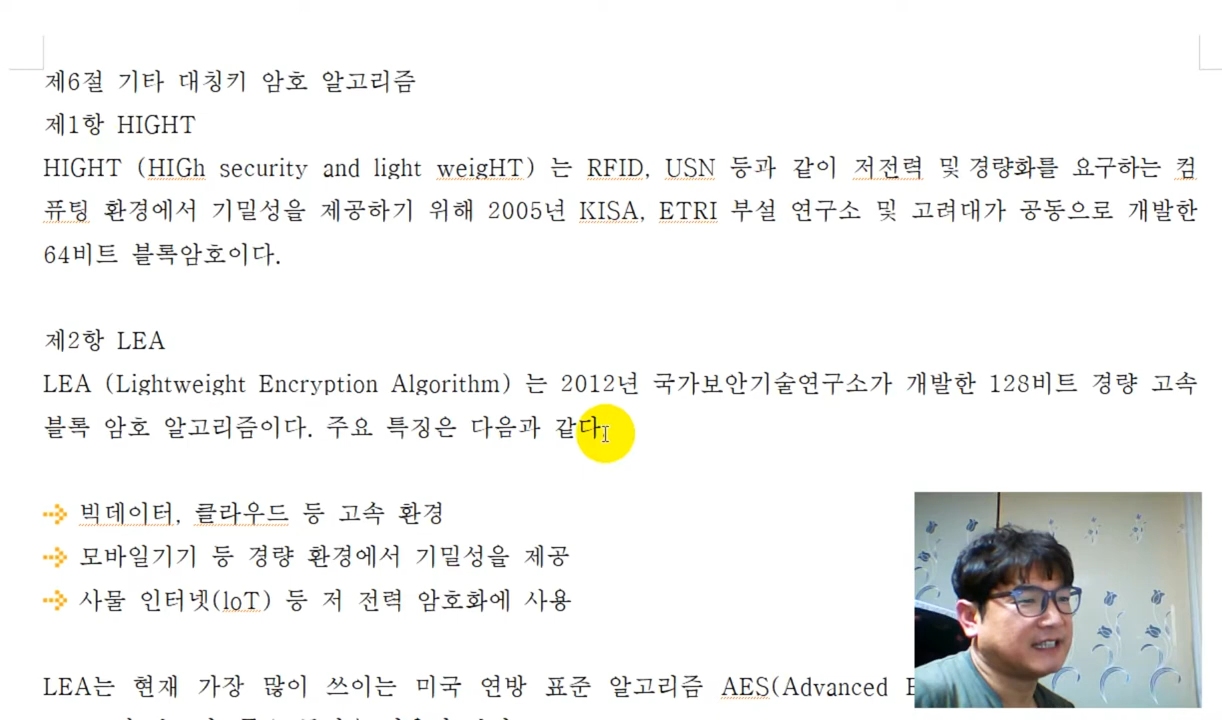 제6절 기타 대칭키 암호 알고리즘
제1항 HIGHT
HIGHT (HIGh security and light weigHT) 는 RFID, USN 등과 같이 저전력 및 경량화를 요구하는 컴
퓨팅 환경에서 기밀성을 제공하기 위해 2005년 KISA, ETRI 부설 연구소 및 고려대가 공동으로 개발한
64비트 블록암호이다.
제2항 LEA
LEA (Lightweight Encryption Algorithm) 는 2012년 국가보안기술연구소가 개발한 128비트 경량 고속
블록 암호 알고리즘이다. 주요 특징은 다음과 같다.
빅데이터, 클라우드 등 고속 환경
모바일기기 등 경량 환경에서 기밀성을 제공
사물 인터넷(loT) 등 저 전력 암호화에 사용
LEA는 현재 가장 많이 쓰이는 미국 연방 표준 알고리즘 AES(Advanced